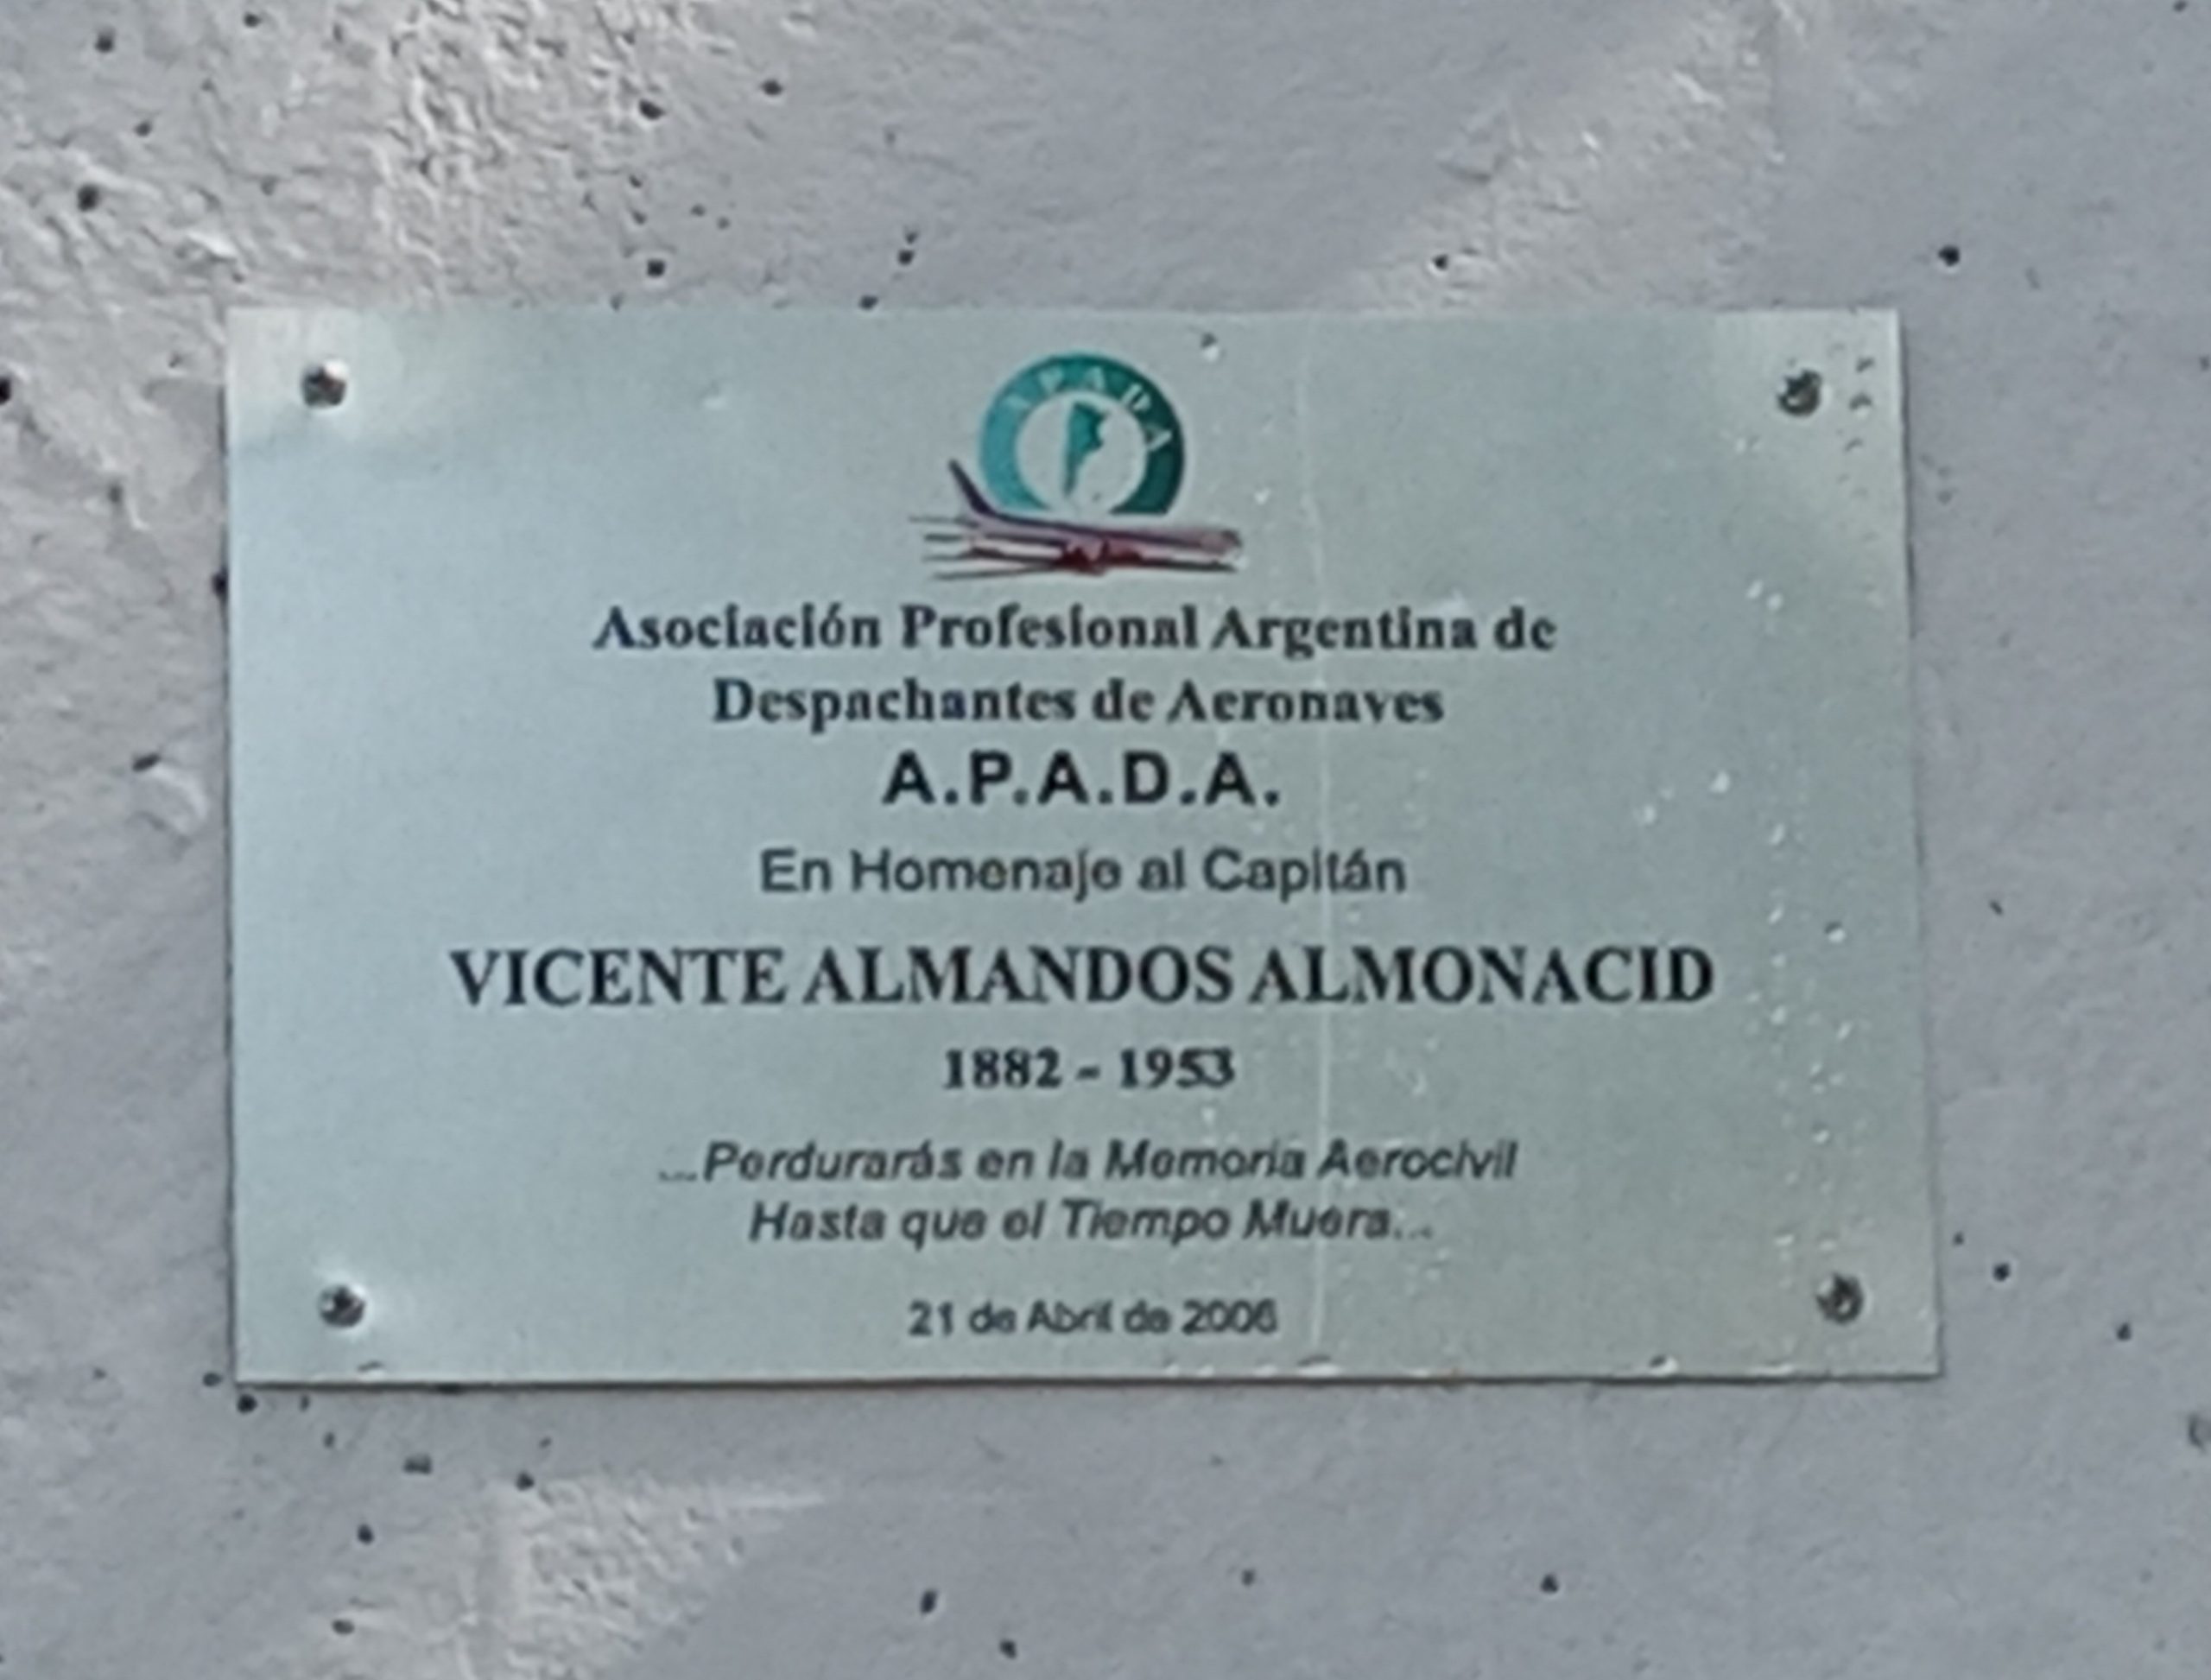 APADA
Asociación Profesional Argentina de
Despachantes de Aeronaves
A.P.A.D.A.
En Homenaje al Capitán
VICENTE ALMANDOS ALMONACID
1882 - 1953
...Perdurarás en la Memoria Aerocivil
Hasta que el Tiempo Muera...
21 de Abril de 2006